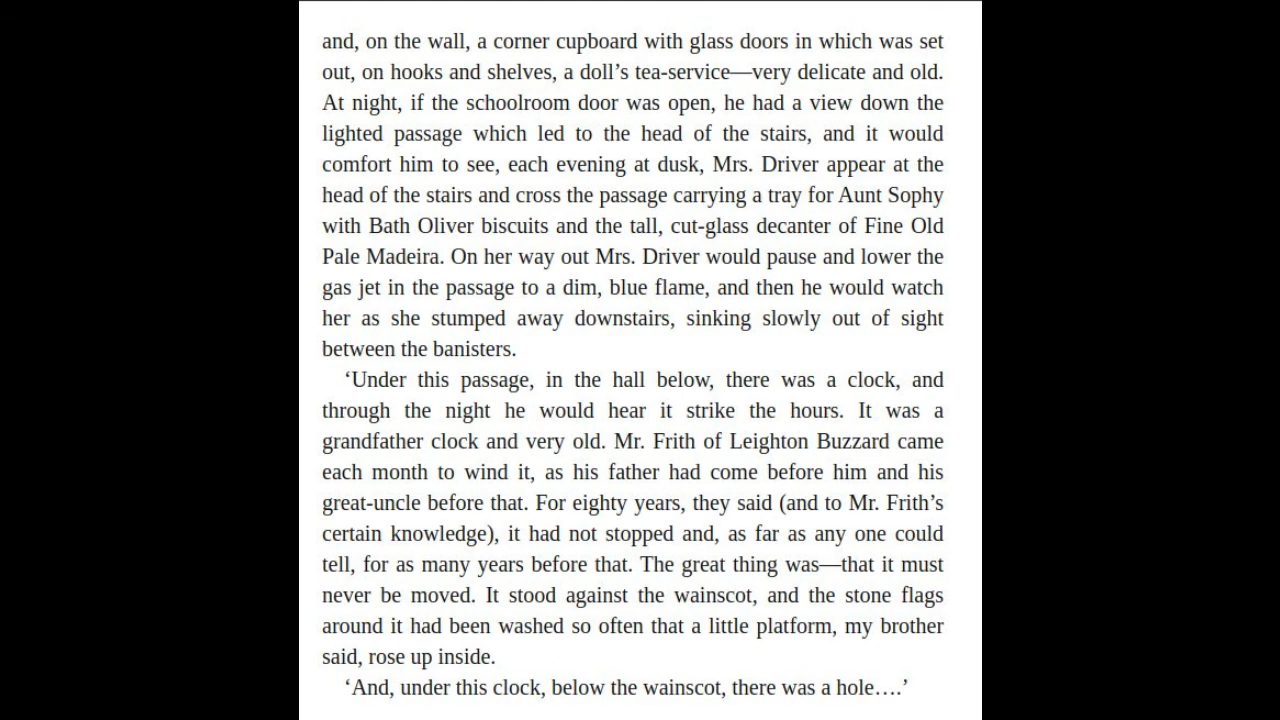 and, on the wall, a corner cupboard with glass doors in which was set
out, on hooks and shelves, a doll’s tea-service—very delicate and old.
At night, if the schoolroom door was open, he had a view down the
lighted passage which led to the head of the stairs, and it would
comfort him to see, each evening at dusk, Mrs. Driver appear at the
head of the stairs and cross the passage carrying a tray for Aunt Sophy
with Bath Oliver biscuits and the tall, cut-glass decanter of Fine Old
Pale Madeira. On her way out Mrs. Driver would pause and lower the
gas jet in the passage to a dim, blue flame, and then he would watch
her as she stumped away downstairs, sinking slowly out of sight
between the banisters.
‘Under this passage, in the hall below, there was a clock, and
through the night he would hear it strike the hours. It was a
grandfather clock and very old. Mr. Frith of Leighton Buzzard came
each month to wind it, as his father had come before him and his
great-uncle before that. For eighty years, they said (and to Mr. Frith’s
certain knowledge), it had not stopped and, as far as any one could
tell, for as many years before that. The great thing was—that it must
never be moved. It stood against the wainscot, and the stone flags
around it had been washed so often that a little platform, my brother
said, rose up inside.
‘And, under this clock, below the wainscot, there was a hole….’